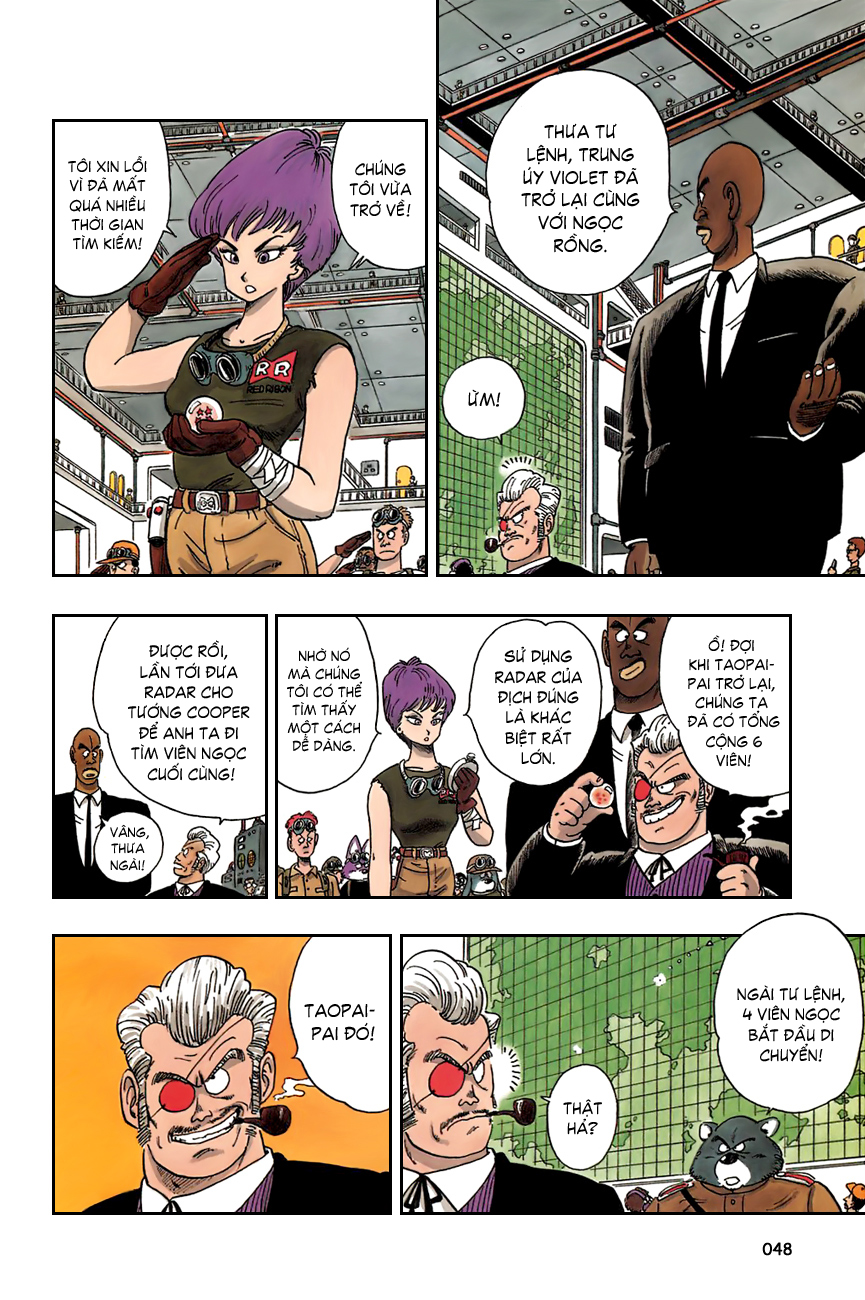 THƯA TƯ
LỆNH, TRUNG
ÚY VIOLET ĐÃ
TRỞ LẠI CÙNG
VỚI NGỌC
RỒNG.
ỪM!
CHÚNG
TÔI VỪA
TRỞ VỀ!
TÔI XIN LỖI
VÌ ĐÃ MẤT
QUÁ NHIỀU
THỜI GIAN
TÌM KIẾM!
RR
RED RIBON
Ồ! ĐỢI
KHI TAOPAI-
PAI TRỞ LẠI,
CHÚNG TA
ĐÃ CÓ TỔNG
CỘNG 6
VIÊN!
SỬ DỤNG
RADAR CỦA
ĐỊCH ĐÚNG
LÀ KHÁC
BIỆT RẤT
LỚN.
NHỜ NÓ
MÀ CHÚNG
TÔI CÓ THỂ
TÌM THẤY
MỘT CÁCH
DỄ DÀNG.
ĐƯỢC RỒI,
LẦN TỚI ĐƯA
RADAR CHO
TƯỚNG COOPER
ĐỂ ANH TA ĐI
TÌM VIÊN NGỌC
CUỐI CÙNG!
VÂNG,
THƯA
NGÀI!
NGÀI TƯ LỆNH,
4 VIÊN NGỌC
BẮT ĐẦU DI
CHUYỂN!
THẬT
HẢ?
TAOPAI-
PAI ĐÓ!
048